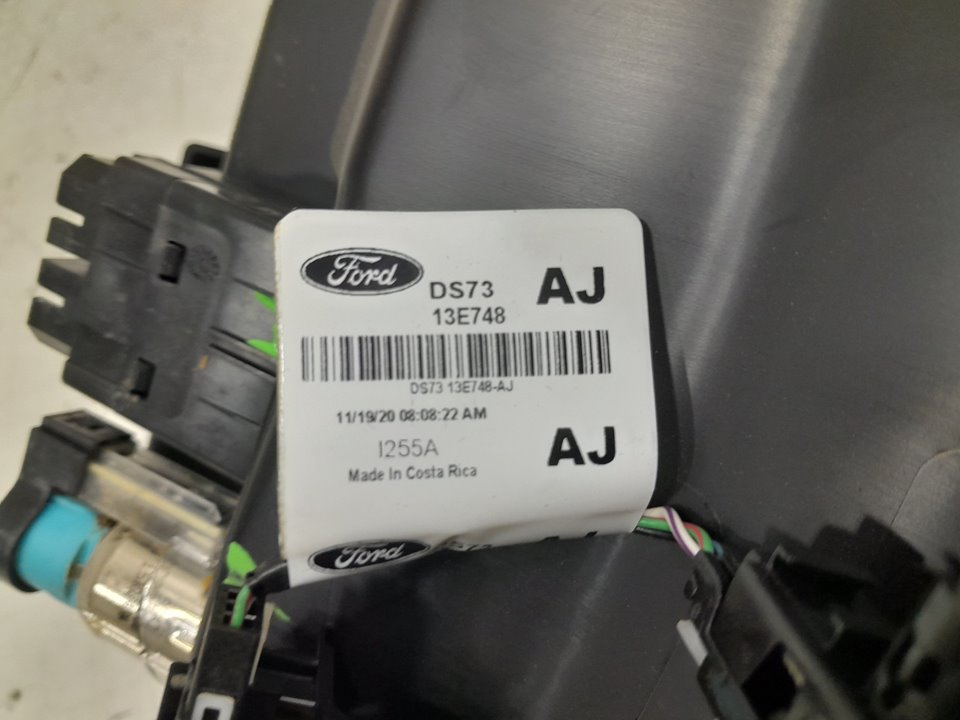 Ford
DS73 AJ
13E748
DS73 13E748-AJ
11/19/20 08:08:22 AM
I255A
AJ
Made In Costa Rica
Ford
AJ